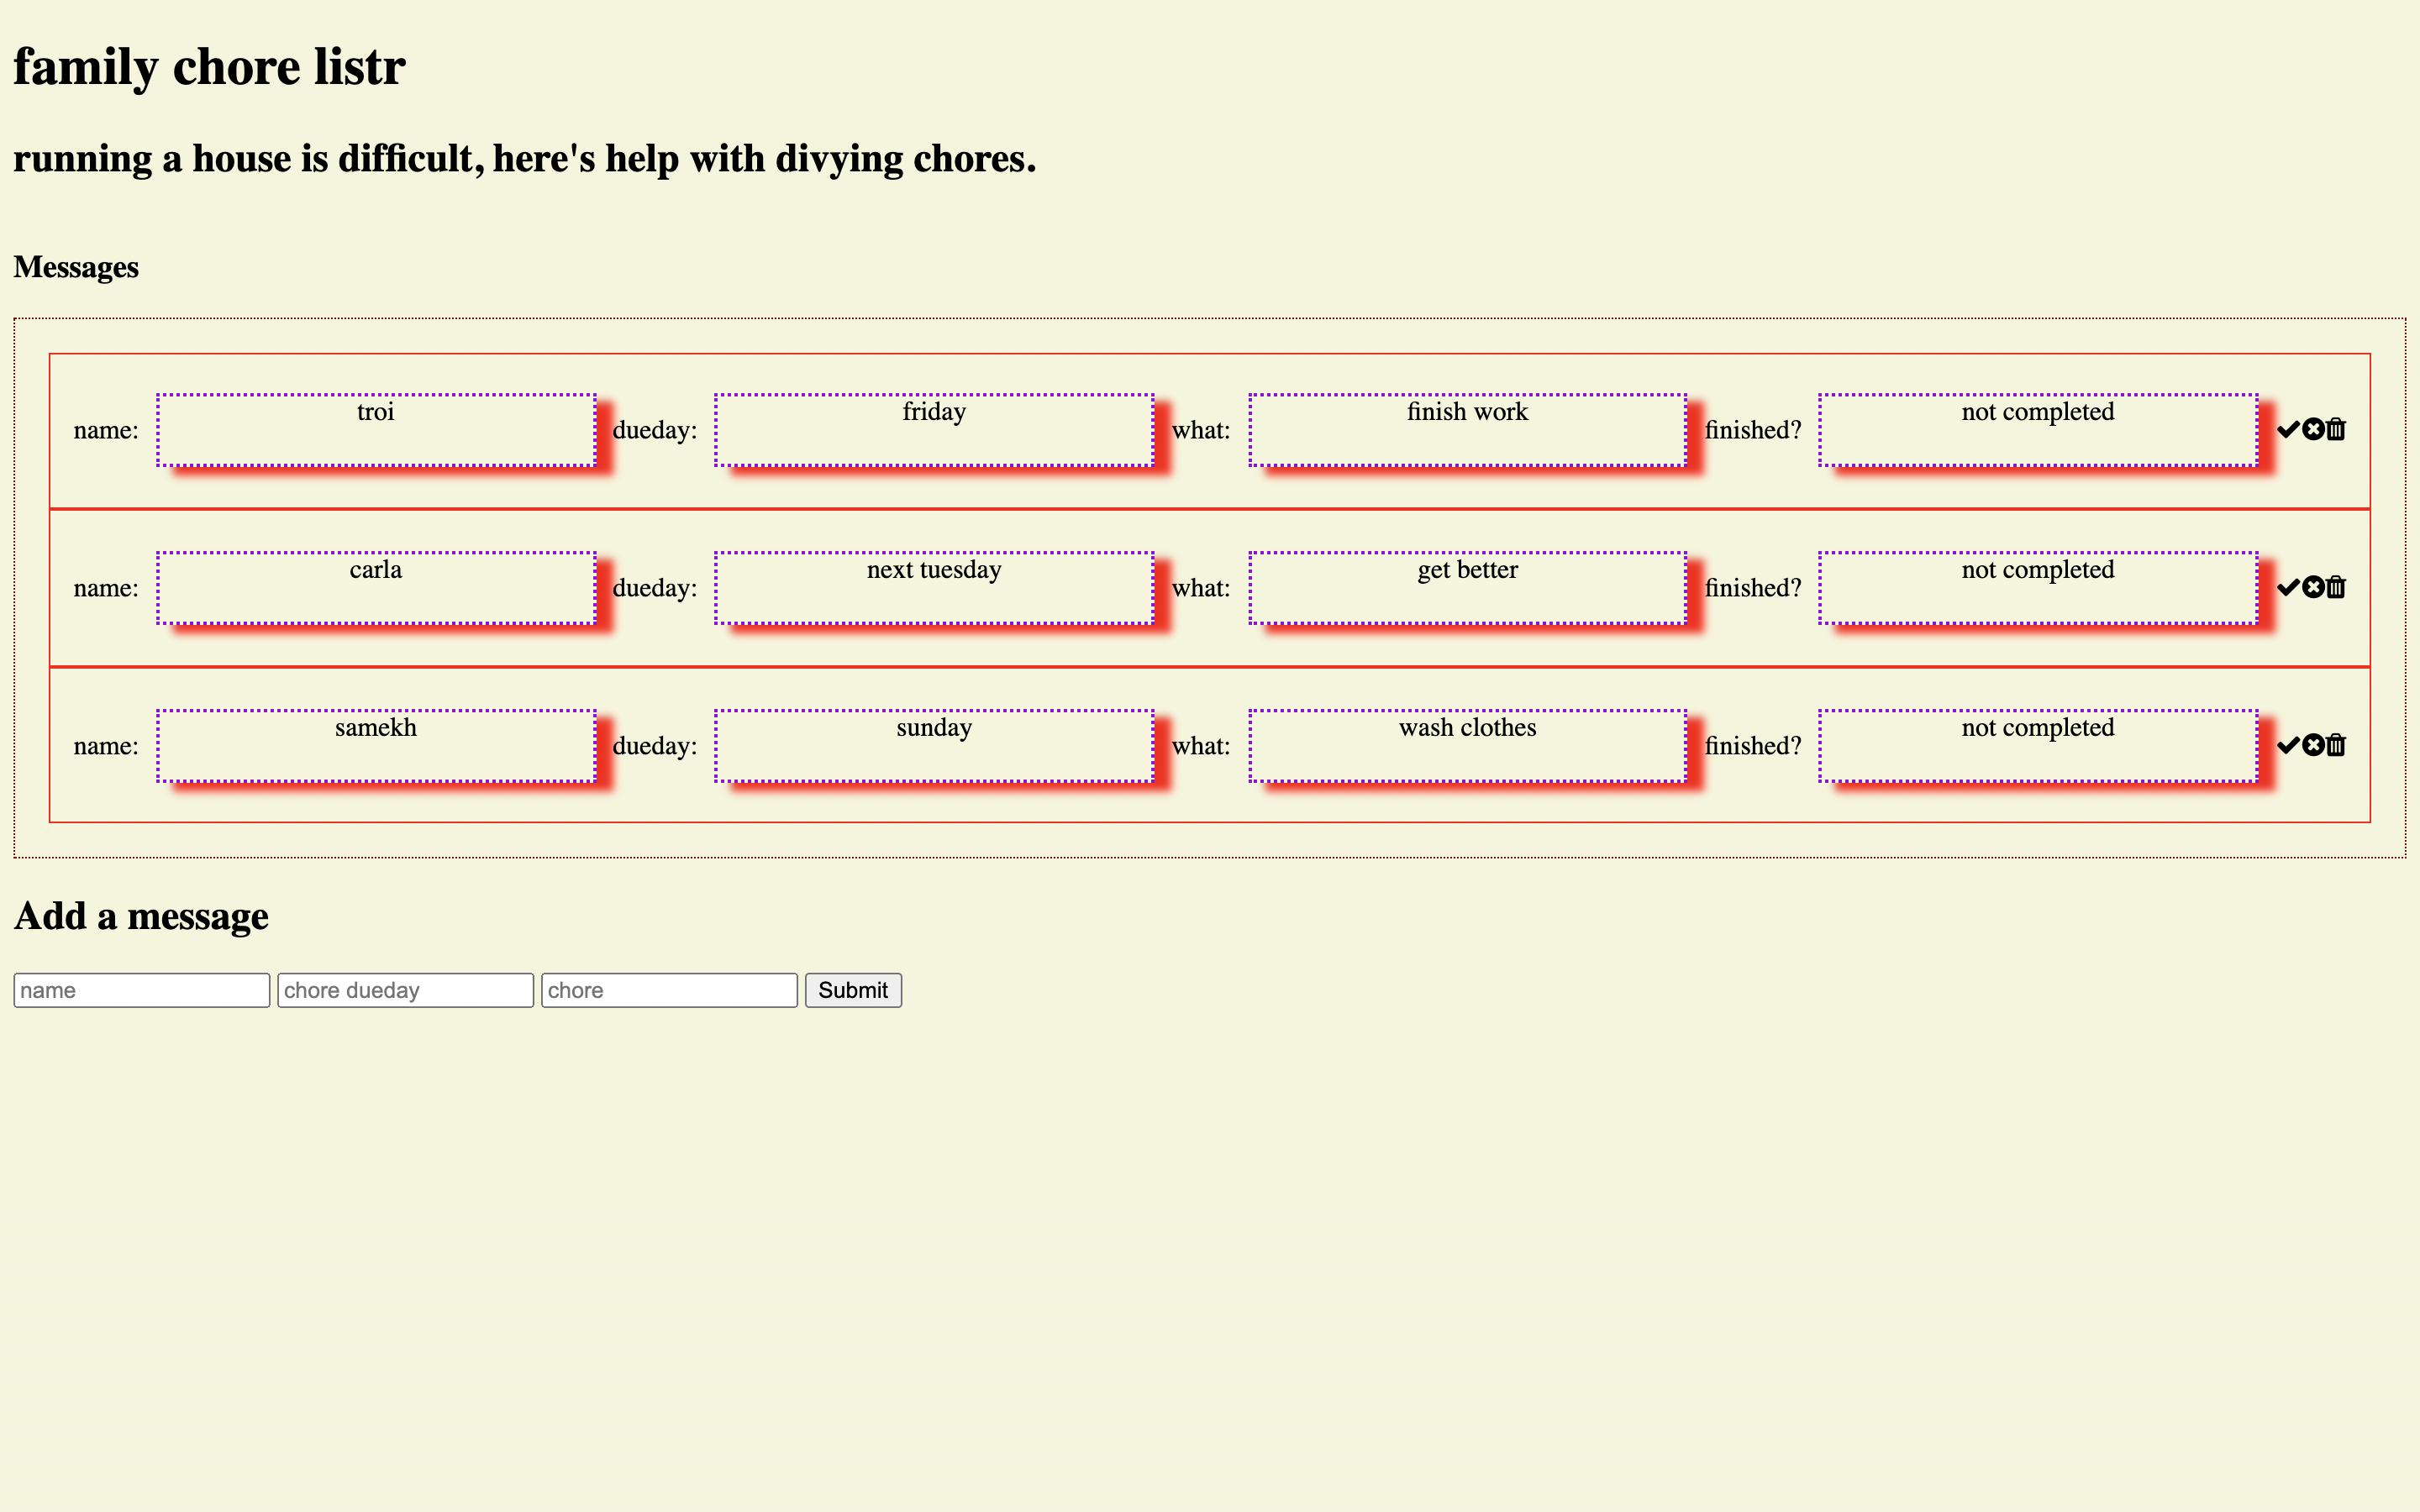 family chore listr
running a house is difficult, here's help with divying chores.
Messages
name: troi dueday: friday what: finish work finished? not completed
name: carla dueday: next tuesday what: get better finished? not completed
name: samekh dueday: sunday what: wash clothes finished? not completed
Add a message
name chore dueday chore Submit